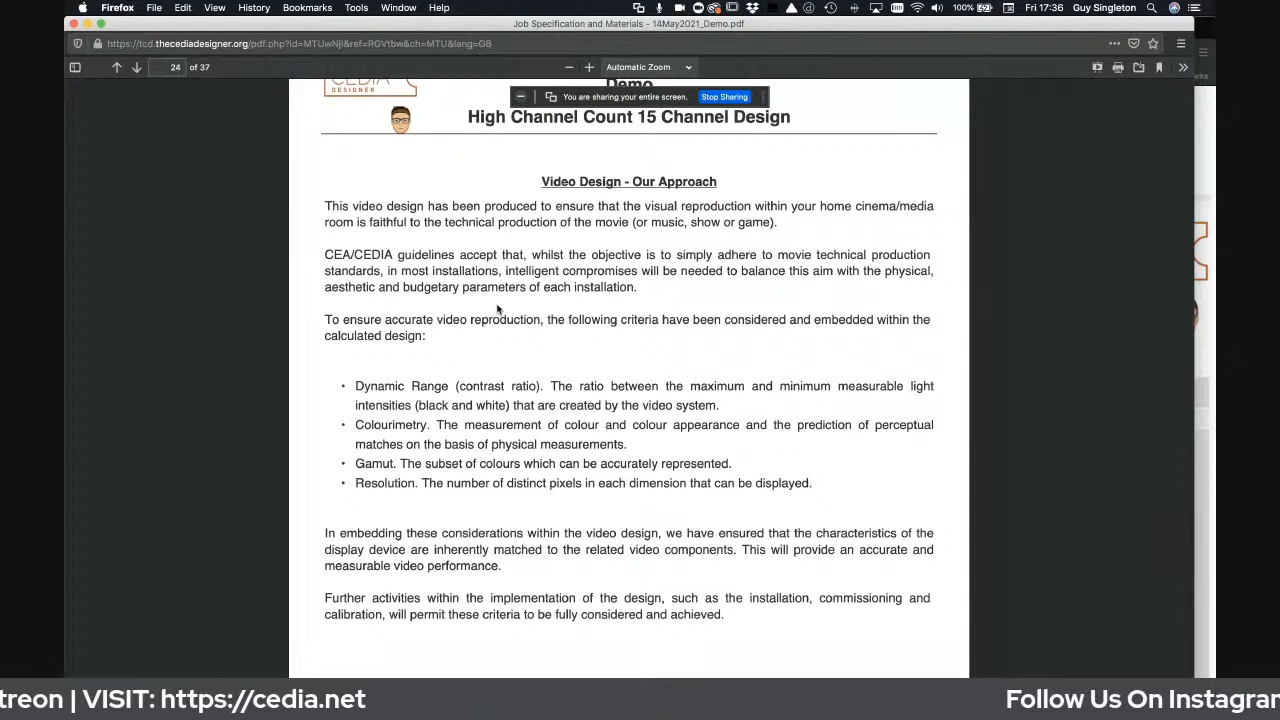 Firefox File Edit View History Bookmarks Tools Window Help 100% Fri 17:36 Guy Singleton
Job Specification and Materials - 14May2021_Demo.pdf
https://tcd.thecediadesigner.org/pdf.php?id=MTUwNjI&ref=RGVtbw&ch=MTU&lang=GB
24 of 37 Automatic Zoom
CEDIA
DESIGNER
Demo
You are sharing your entire screen. Stop Sharing
High Channel Count 15 Channel Design
Video Design - Our Approach
This video design has been produced to ensure that the visual reproduction within your home cinema/media
room is faithful to the technical production of the movie (or music, show or game).
CEA/CEDIA guidelines accept that, whilst the objective is to simply adhere to movie technical production
standards, in most installations, intelligent compromises will be needed to balance this aim with the physical,
aesthetic and budgetary parameters of each installation.
To ensure accurate video reproduction, the following criteria have been considered and embedded within the
calculated design:
• Dynamic Range (contrast ratio). The ratio between the maximum and minimum measurable light
intensities (black and white) that are created by the video system.
• Colourimetry. The measurement of colour and colour appearance and the prediction of perceptual
matches on the basis of physical measurements.
• Gamut. The subset of colours which can be accurately represented.
• Resolution. The number of distinct pixels in each dimension that can be displayed.
In embedding these considerations within the video design, we have ensured that the characteristics of the
display device are inherently matched to the related video components. This will provide an accurate and
measurable video performance.
Further activities within the implementation of the design, such as the installation, commissioning and
calibration, will permit these criteria to be fully considered and achieved.
treon | VISIT: https://cedia.net Follow Us On Instagran